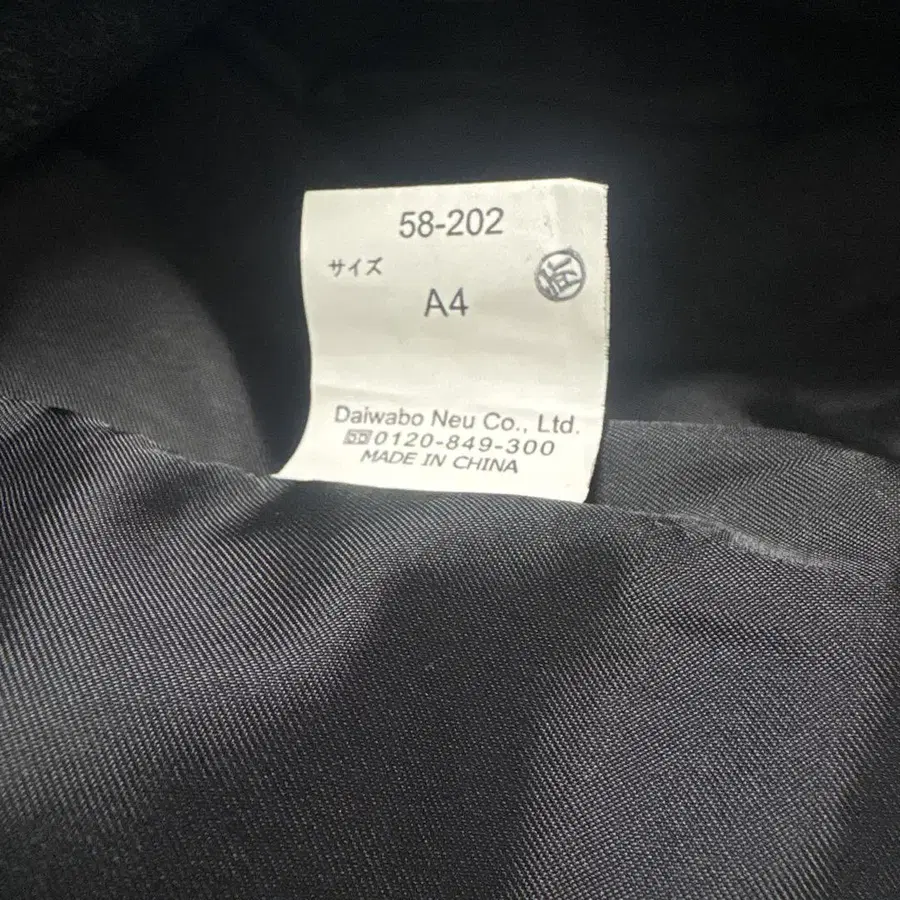 58-202
サイズ
A4
Daiwabo Neu Co., Ltd.
0120-849-300
MADE IN CHINA